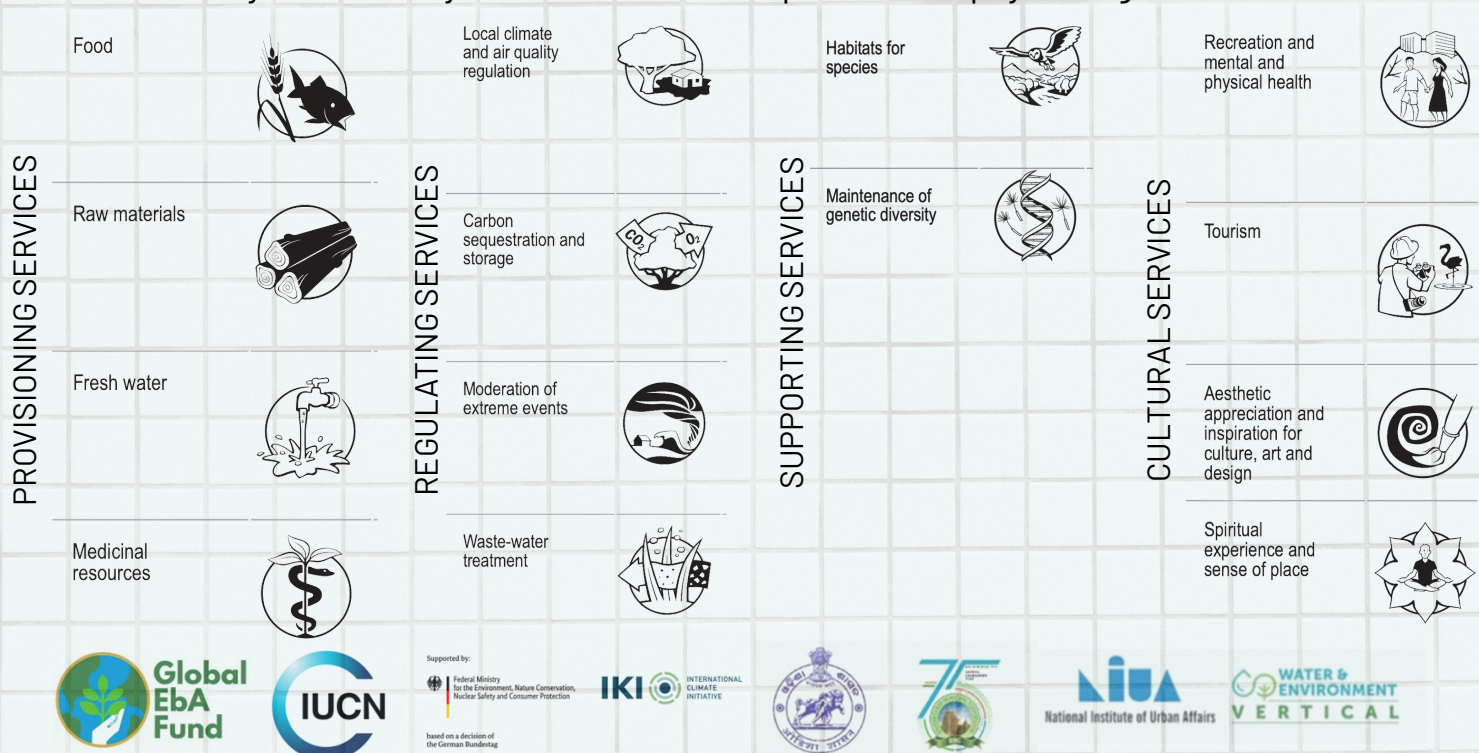 PROVISIONING SERVICES
Food
Raw materials
Fresh water
Medicinal
resources
REGULATING SERVICES
Local climate
and air quality
regulation
Carbon
sequestration and
storage
CO2
O2
Moderation of
extreme events
Waste-water
treatment
SUPPORTING SERVICES
Habitats for
species
Maintenance of
genetic diversity
CULTURAL SERVICES
Recreation and
mental and
physical health
Tourism
Aesthetic
appreciation and
inspiration for
culture, art and
design
Spiritual
experience and
sense of place
Global
EbA
Fund
IUCN
Supported by:
Federal Ministry
for the Environment, Nature Conservation,
Nuclear Safety and Consumer Protection
based on a decision of
the German Bundestag
IKI
INTERNATIONAL
CLIMATE
INITIATIVE
ଓଡ଼ିଶା ଶାସନ
75
NIUA
National Institute of Urban Affairs
WATER &
ENVIRONMENT
VERTICAL